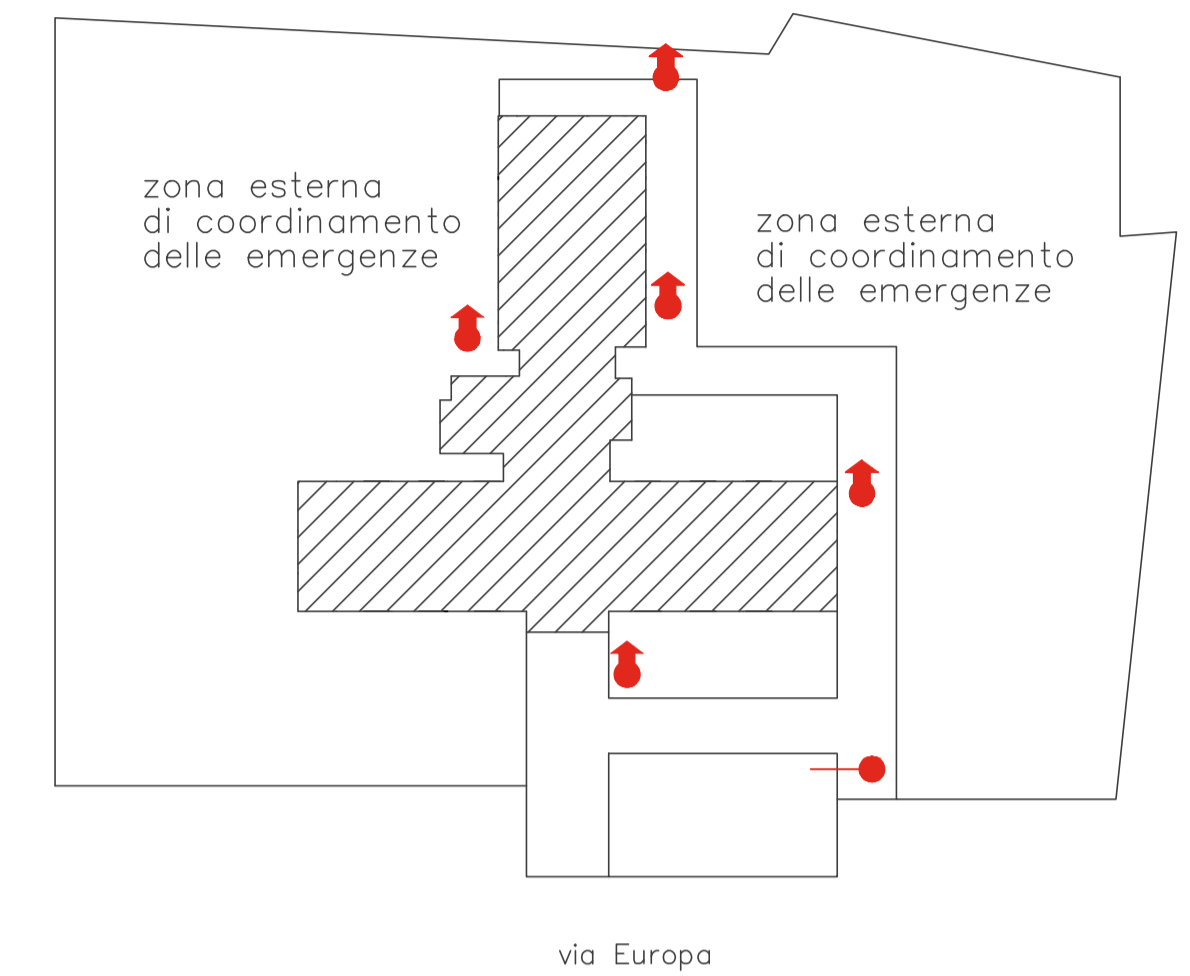 zona esterna
di coordinamento
delle emergenze
zona esterna
di coordinamento
delle emergenze
via Europa